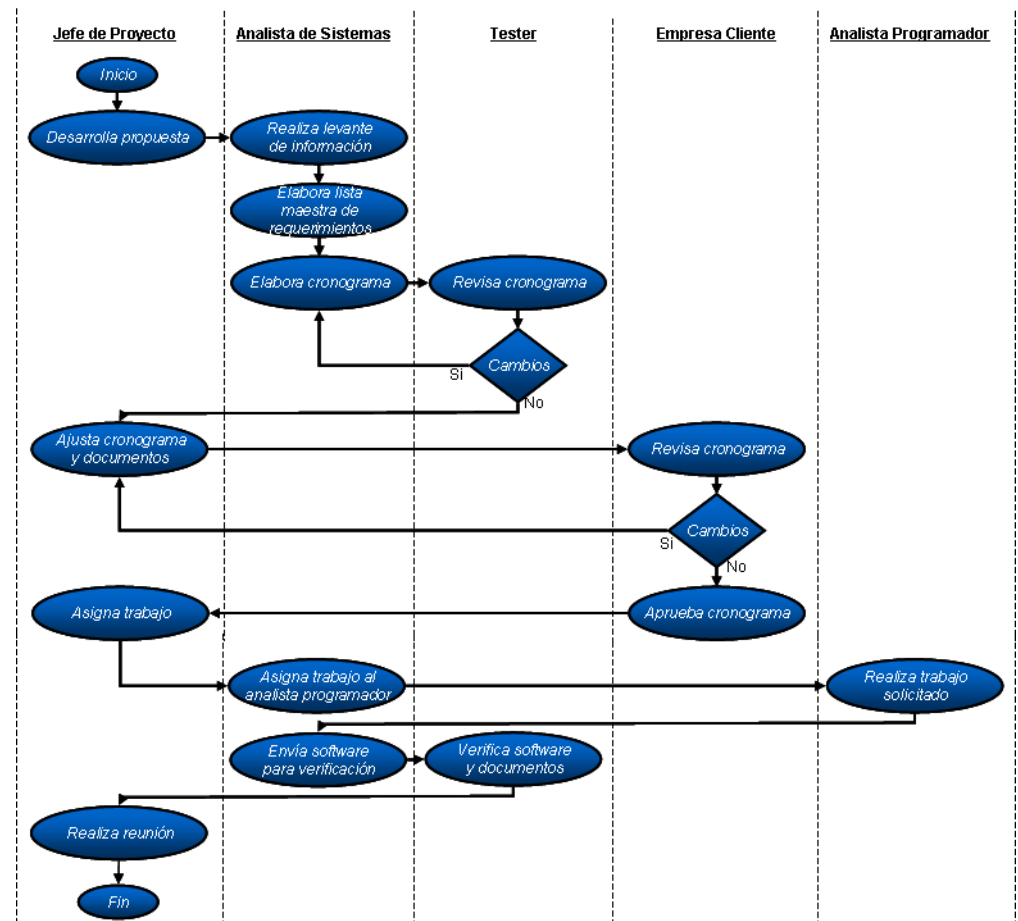 Jefe de Proyecto
Analista de Sistemas
Tester
Empresa Cliente
Analista Programador
Inicio
Desarrolla propuesta
Realiza levante
de información
Elabora lista
maestra de
requerimientos
Elabora cronograma
Revisa cronograma
Cambios
Si
No
Ajusta cronograma
y documentos
Revisa cronograma
Cambios
Si
No
Asigna trabajo
Aprueba cronograma
Asigna trabajo al
analista programador
Realiza trabajo
solicitado
Envía software
para verificación
Verifica software
y documentos
Realiza reunión
Fin